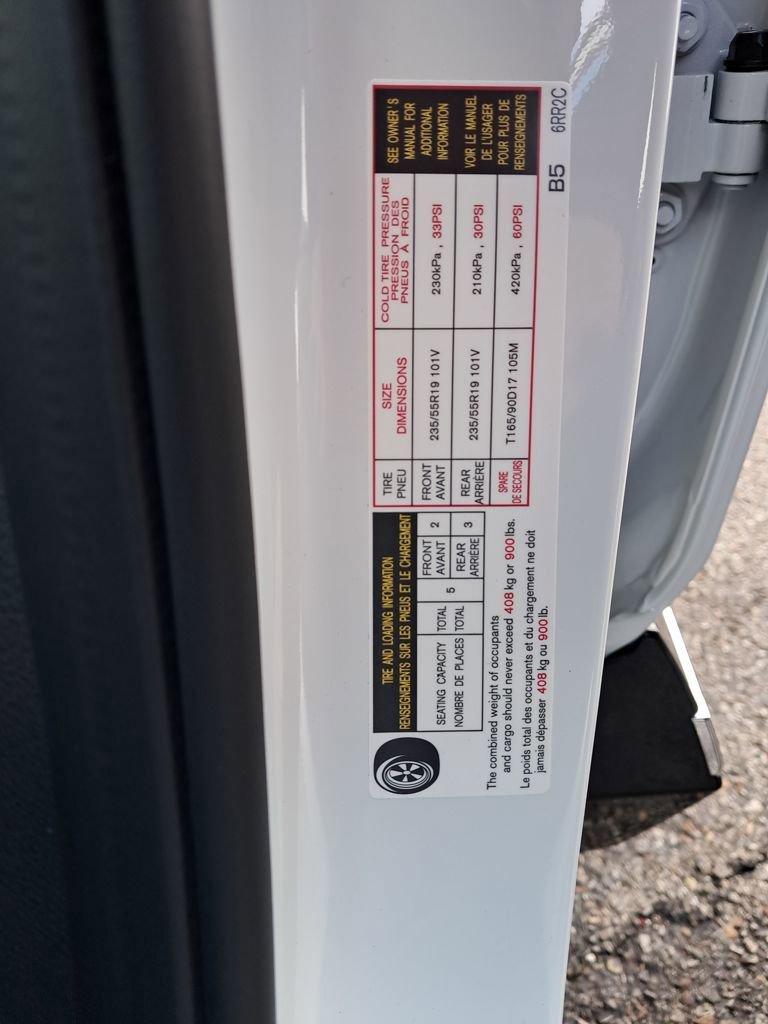 TIRE AND LOADING INFORMATION
RENSEIGNEMENTS SUR LES PNEUS ET LE CHARGEMENT
SEATING CAPACITY TOTAL 5 FRONT 2
NOMBRE DE PLACES TOTAL AVANT
REAR 3
ARRIÈRE
The combined weight of occupants
and cargo should never exceed 408 kg or 900 lbs.
Le poids total des occupants et du chargement ne doit
jamais dépasser 408 kg ou 900 lb.
TIRE SIZE COLD TIRE PRESSURE
PNEU DIMENSIONS PRESSION DES
PNEUS À FROID
FRONT 235/55R19 101V 230kPa , 33PSI
AVANT
REAR 235/55R19 101V 210kPa , 30PSI
ARRIÈRE
SPARE T165/90D17 105M 420kPa , 60PSI
DE SECOURS
SEE OWNER'S
MANUAL FOR
ADDITIONAL
INFORMATION
VOIR LE MANUEL
DE L'USAGER
POUR PLUS DE
RENSEIGNEMENTS
B5 6RR2C